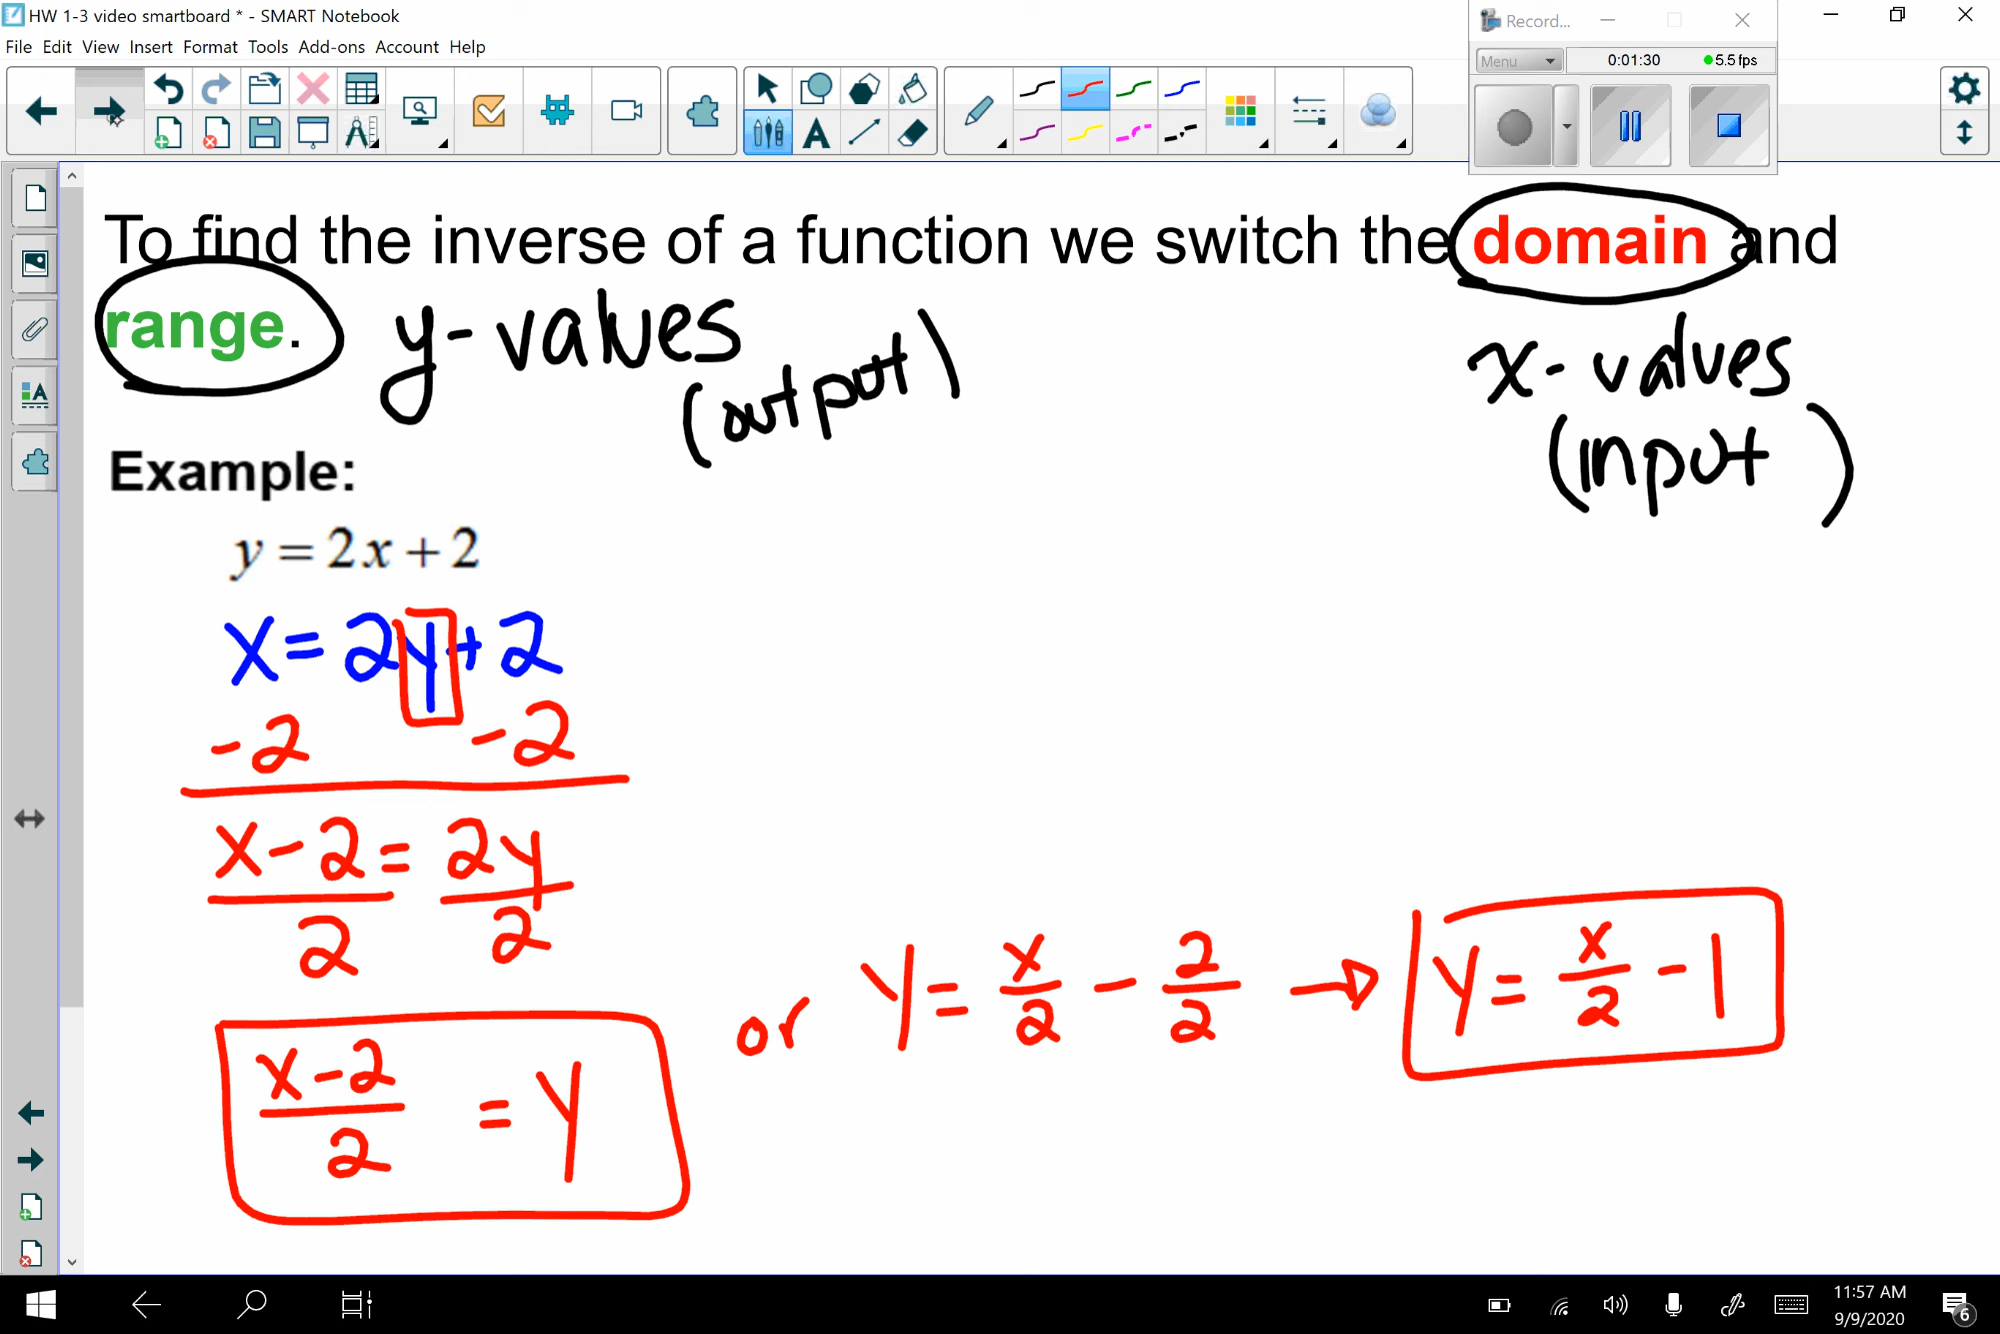 HW 1-3 video smartboard * - SMART Notebook
File Edit View Insert Format Tools Add-ons Account Help
Record...
Menu
0:01:30
5.5 fps
To find the inverse of a function we switch the domain and
range.
y-values
(output)
x-values
(input)
Example:
y = 2x + 2
x = 2y + 2
-2 -2
x-2 = 2y
2 2
x-2 = y
2
or y = x/2 - 2/2 → y = x/2 - 1
11:57 AM
9/9/2020
6